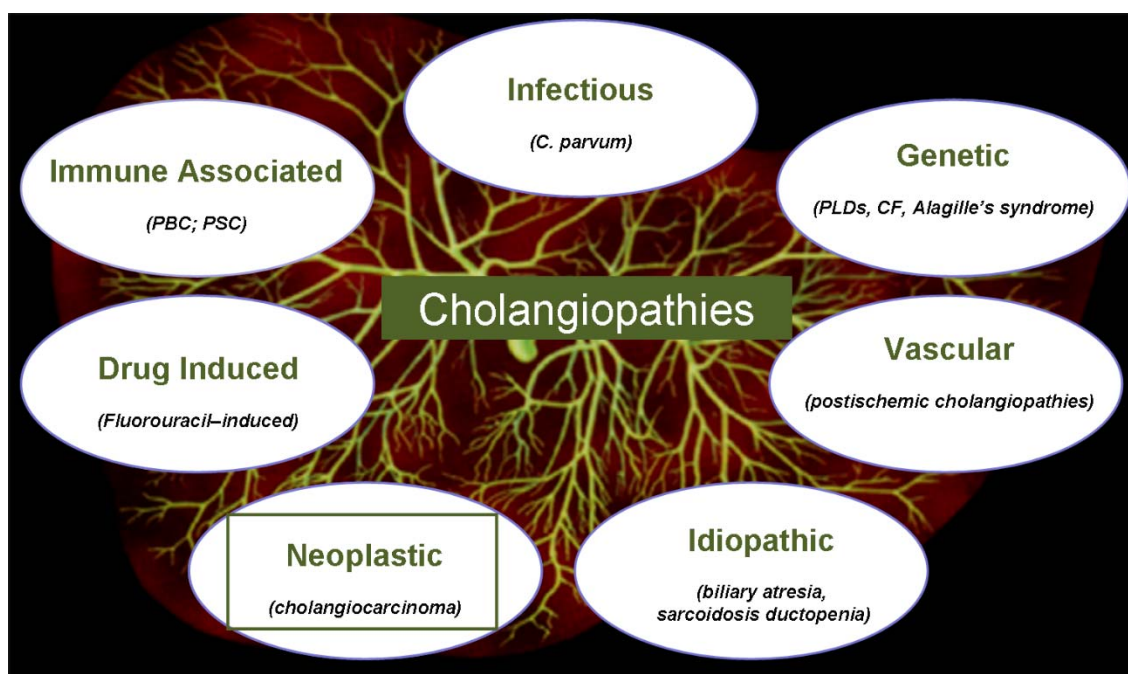 Infectious
(C. parvum)
Immune Associated
(PBC; PSC)
Genetic
(PLDs, CF, Alagille’s syndrome)
Cholangiopathies
Drug Induced
(Fluorouracil–induced)
Vascular
(postischemic cholangiopathies)
Neoplastic
(cholangiocarcinoma)
Idiopathic
(biliary atresia,
sarcoidosis ductopenia)